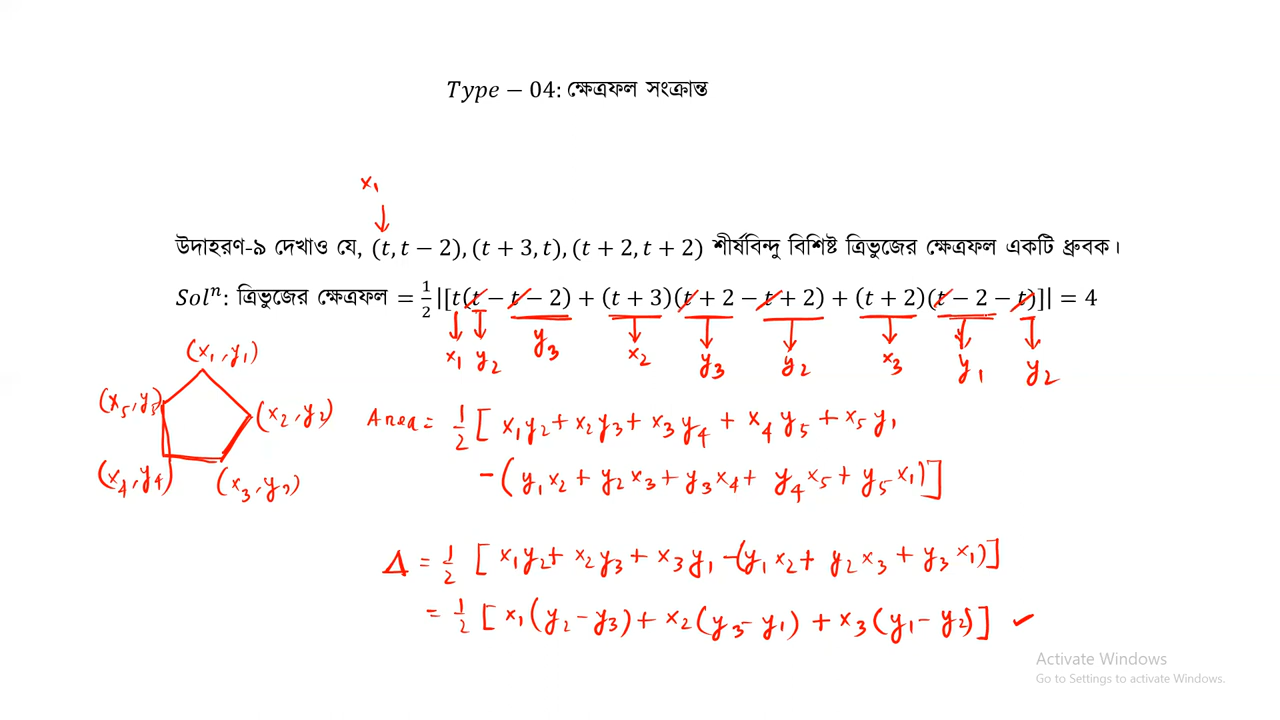 Type − 04: ক্ষেত্রফল সংক্রান্ত
x₁
উদাহরণ-৯ দেখাও যে, (t, t − 2), (t + 3, t), (t + 2, t + 2) শীর্ষবিন্দু বিশিষ্ট ত্রিভুজের ক্ষেত্রফল একটি ধ্রুবক।
Solⁿ: ত্রিভুজের ক্ষেত্রফল = 1/2 |[t(t − t − 2) + (t + 3)(t + 2 − t + 2) + (t + 2)(t − 2 − t)]| = 4
x₁ y₂ y₃ x₂ y₃ y₂ x₃ y₁ y₂
(x₁, y₁)
(x₅, y₅)
(x₂, y₂)
(x₄, y₄)
(x₃, y₃)
Area = 1/2 [ x₁y₂ + x₂y₃ + x₃y₄ + x₄y₅ + x₅y₁
− (y₁x₂ + y₂x₃ + y₃x₄ + y₄x₅ + y₅x₁)]
Δ = 1/2 [ x₁y₂ + x₂y₃ + x₃y₁ − (y₁x₂ + y₂x₃ + y₃x₁)]
= 1/2 [ x₁(y₂ − y₃) + x₂(y₃ − y₁) + x₃(y₁ − y₂)] ✓
Activate Windows
Go to Settings to activate Windows.